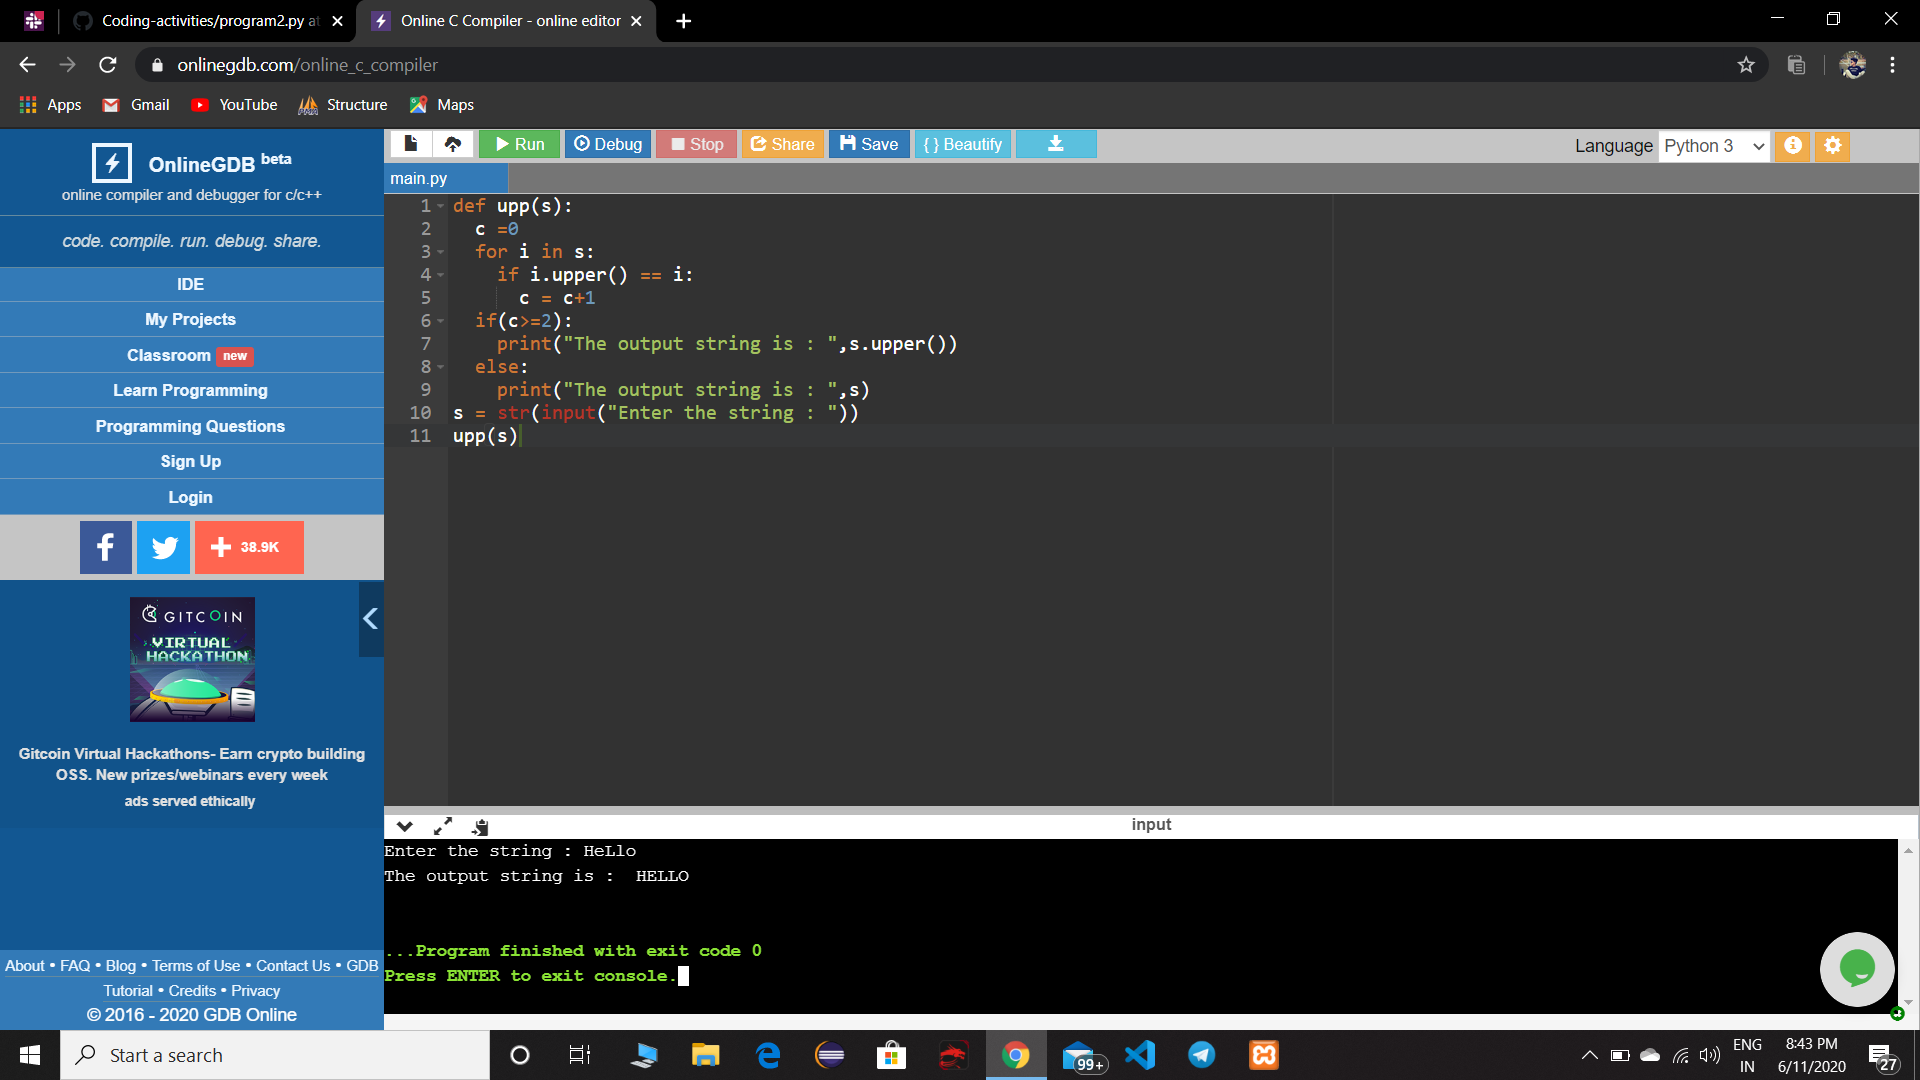 Coding-activities/program2.py at
Online C Compiler - online editor
onlinegdb.com/online_c_compiler
Apps Gmail YouTube Structure Maps
OnlineGDB beta
online compiler and debugger for c/c++
code. compile. run. debug. share.
IDE
My Projects
Classroom new
Learn Programming
Programming Questions
Sign Up
Login
38.9K
GITCOIN
VIRTUAL
HACKATHON
Gitcoin Virtual Hackathons- Earn crypto building
OSS. New prizes/webinars every week
ads served ethically
About • FAQ • Blog • Terms of Use • Contact Us • GDB
Tutorial • Credits • Privacy
© 2016 - 2020 GDB Online
Run Debug Stop Share Save { } Beautify
Language Python 3
main.py
1 def upp(s):
2 c =0
3 for i in s:
4 if i.upper() == i:
5 c = c+1
6 if(c>=2):
7 print("The output string is : ",s.upper())
8 else:
9 print("The output string is : ",s)
10 s = str(input("Enter the string : "))
11 upp(s)
input
Enter the string : HeLlo
The output string is :  HELLO
...Program finished with exit code 0
Press ENTER to exit console.
Start a search
99+
ENG
IN
8:43 PM
6/11/2020
27